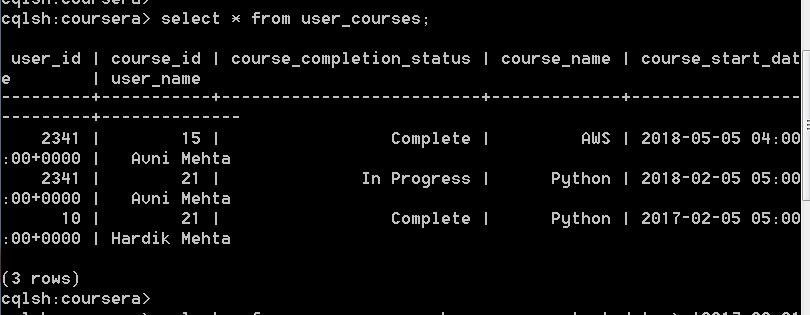 cqlsh:coursera> select * from user_courses;
user_id | course_id | course_completion_status | course_name | course_start_dat
e | user_name
---------+-----------+--------------------------+-------------+-----------------
---------+--------------
2341 | 15 | Complete | AWS | 2018-05-05 04:00
:00+0000 | Avni Mehta
2341 | 21 | In Progress | Python | 2018-02-05 05:00
:00+0000 | Avni Mehta
10 | 21 | Complete | Python | 2017-02-05 05:00
:00+0000 | Hardik Mehta
(3 rows)
cqlsh:coursera>